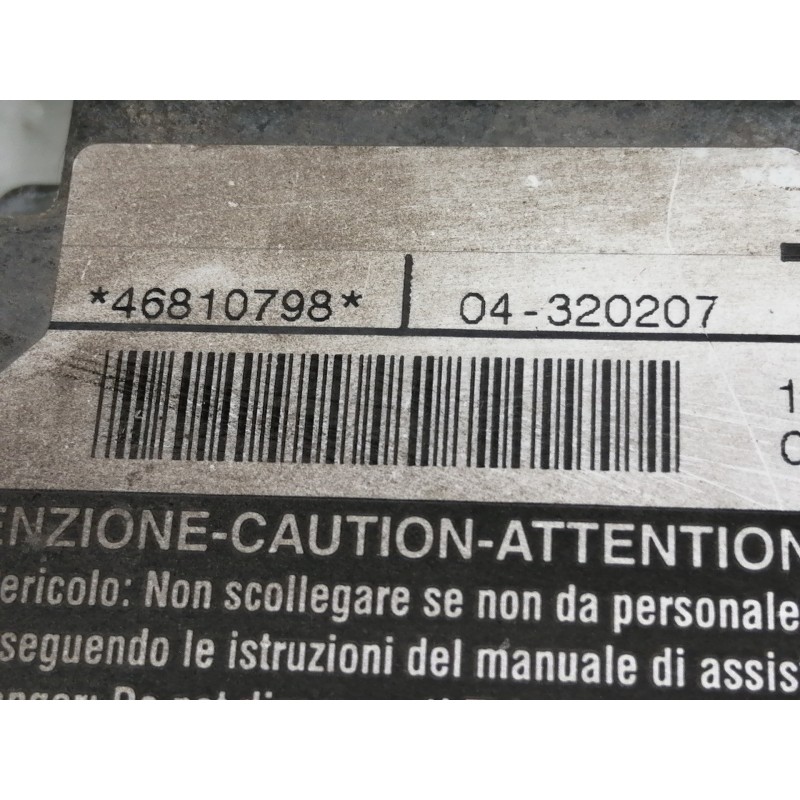 *46810798* 04-320207
1
ENZIONE-CAUTION-ATTENTION
ericolo: Non scollegare se non da personale
seguendo le istruzioni del manuale di assis